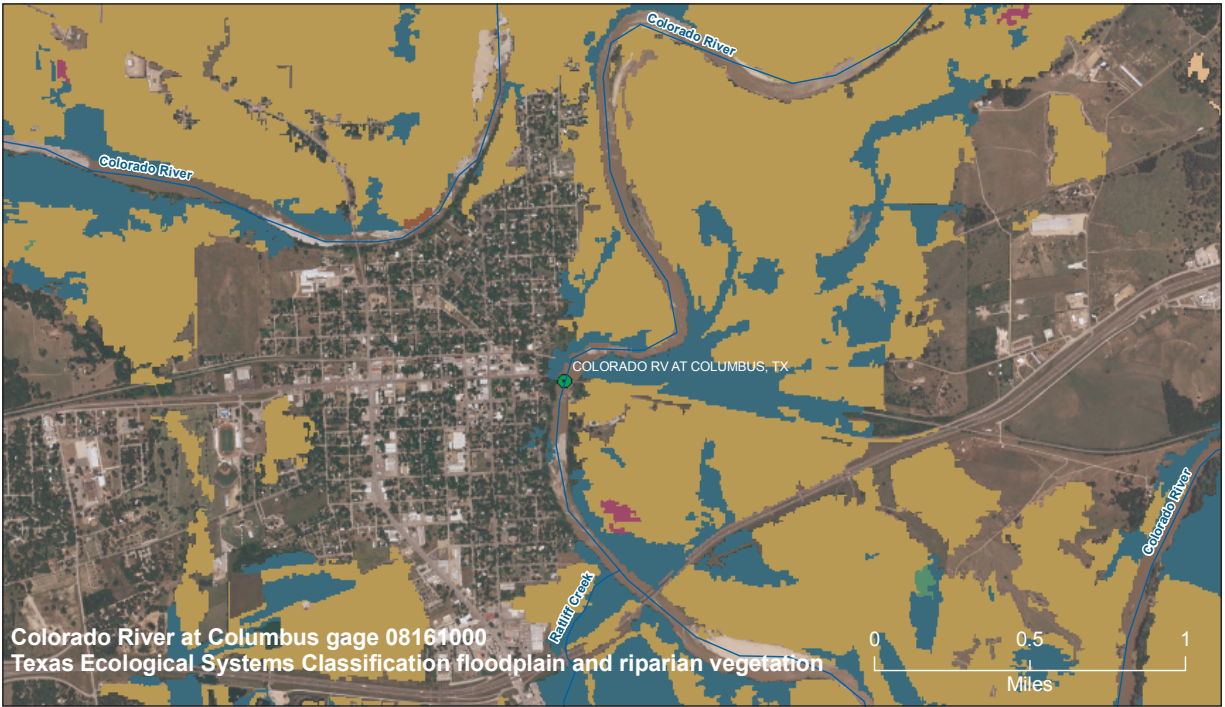 Colorado River
Colorado River
COLORADO RV AT COLUMBUS, TX
Colorado River
Ratliff Creek
Colorado River at Columbus gage 08161000
Texas Ecological Systems Classification floodplain and riparian vegetation
0 0.5 1
Miles